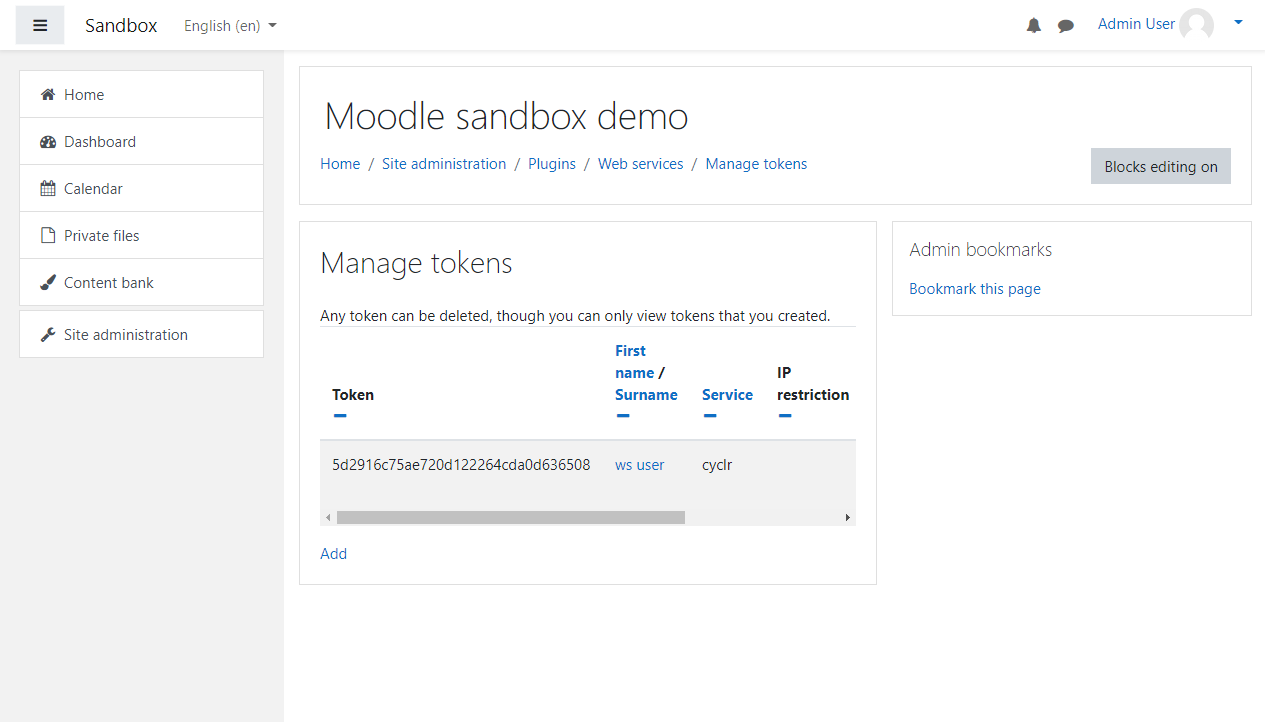 Sandbox English (en)
Admin User
Home
Dashboard
Calendar
Private files
Content bank
Site administration
Moodle sandbox demo
Home / Site administration / Plugins / Web services / Manage tokens
Blocks editing on
Manage tokens
Any token can be deleted, though you can only view tokens that you created.
Token
First name / Surname
Service
IP restriction
5d2916c75ae720d122264cda0d636508 ws user cyclr
Add
Admin bookmarks
Bookmark this page